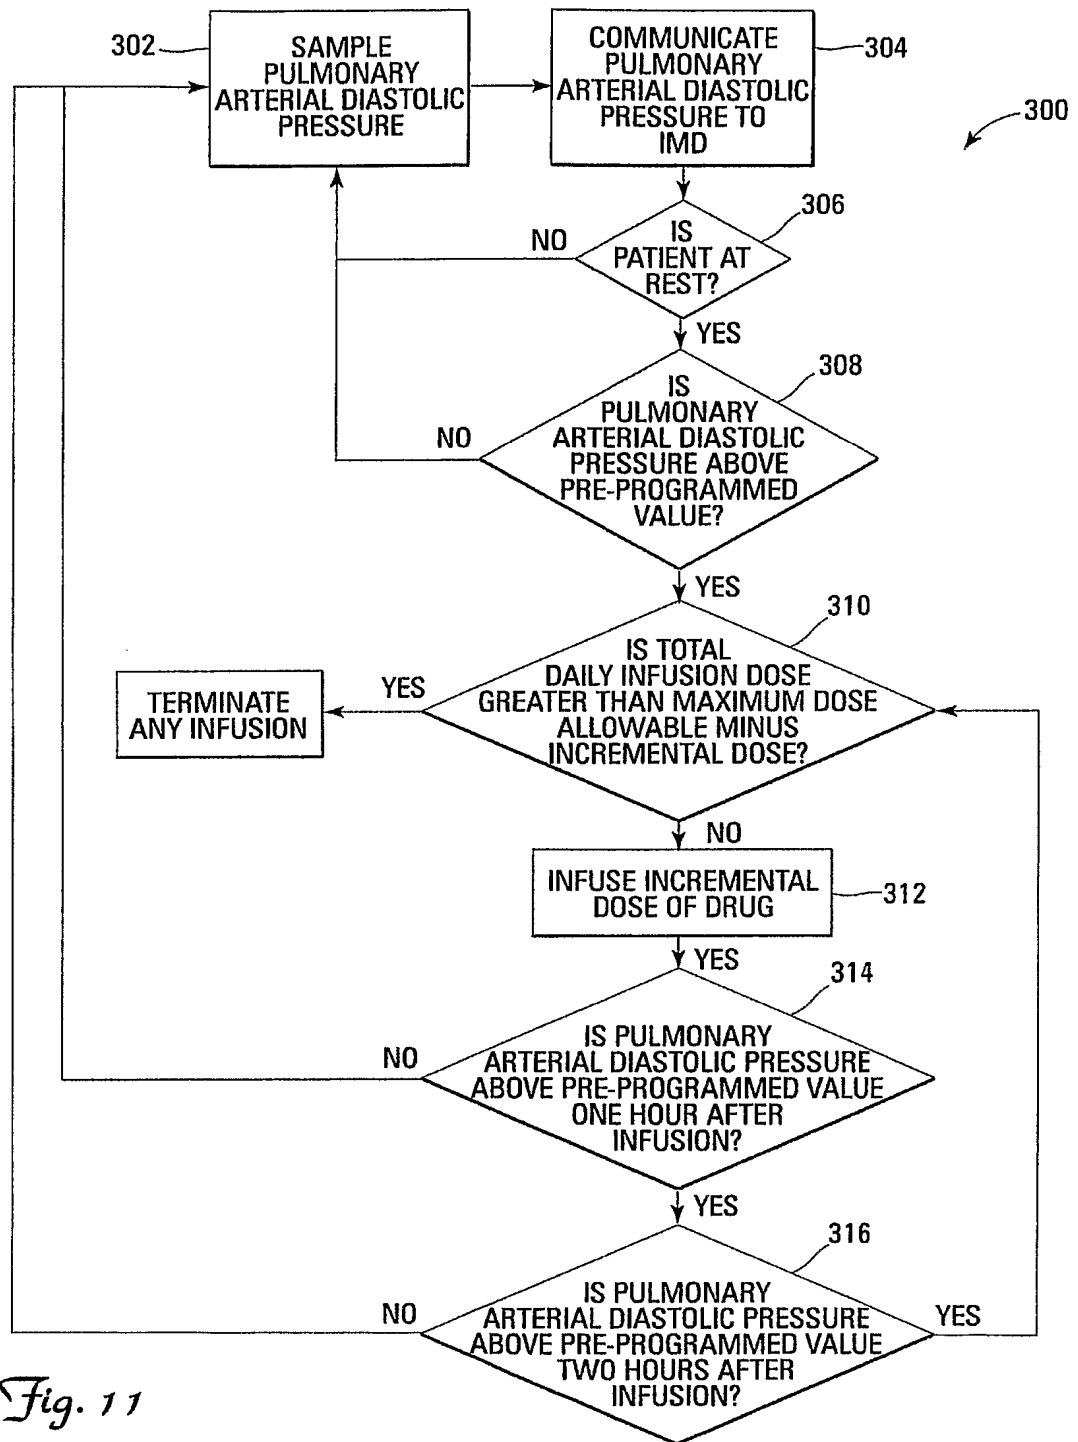 302
SAMPLE
PULMONARY
ARTERIAL DIASTOLIC
PRESSURE
COMMUNICATE
PULMONARY
ARTERIAL DIASTOLIC
PRESSURE TO
IMD
304
300
306
IS
PATIENT AT
REST?
NO
YES
308
IS
PULMONARY
ARTERIAL DIASTOLIC
PRESSURE ABOVE
PRE-PROGRAMMED
VALUE?
NO
YES
310
IS TOTAL
DAILY INFUSION DOSE
GREATER THAN MAXIMUM DOSE
ALLOWABLE MINUS
INCREMENTAL DOSE?
YES
TERMINATE
ANY INFUSION
NO
INFUSE INCREMENTAL
DOSE OF DRUG
312
YES
314
IS PULMONARY
ARTERIAL DIASTOLIC PRESSURE
ABOVE PRE-PROGRAMMED VALUE
ONE HOUR AFTER
INFUSION?
NO
YES
316
IS PULMONARY
ARTERIAL DIASTOLIC PRESSURE
ABOVE PRE-PROGRAMMED VALUE
TWO HOURS AFTER
INFUSION?
NO
YES
Fig. 11